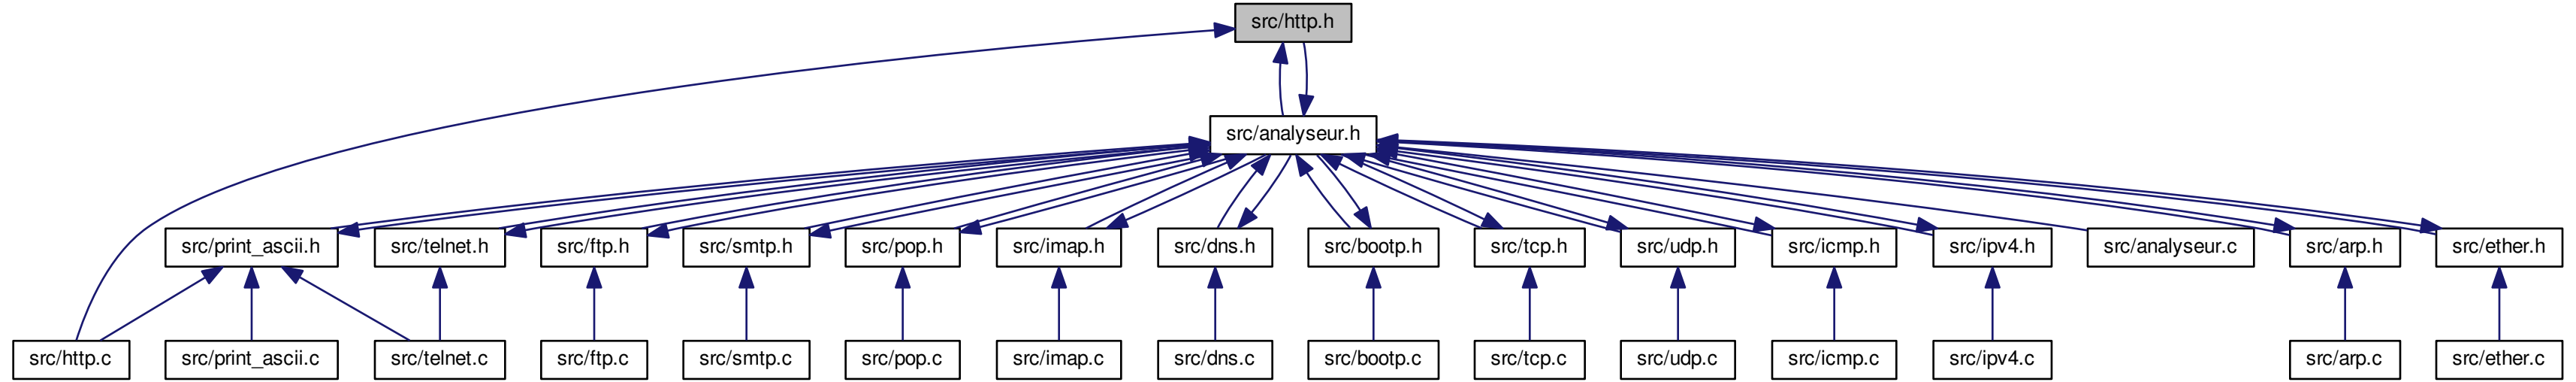 src/http.h
src/analyseur.h
src/print_ascii.h
src/telnet.h
src/ftp.h
src/smtp.h
src/pop.h
src/imap.h
src/dns.h
src/bootp.h
src/tcp.h
src/udp.h
src/icmp.h
src/ipv4.h
src/analyseur.c
src/arp.h
src/ether.h
src/http.c
src/print_ascii.c
src/telnet.c
src/ftp.c
src/smtp.c
src/pop.c
src/imap.c
src/dns.c
src/bootp.c
src/tcp.c
src/udp.c
src/icmp.c
src/ipv4.c
src/arp.c
src/ether.c